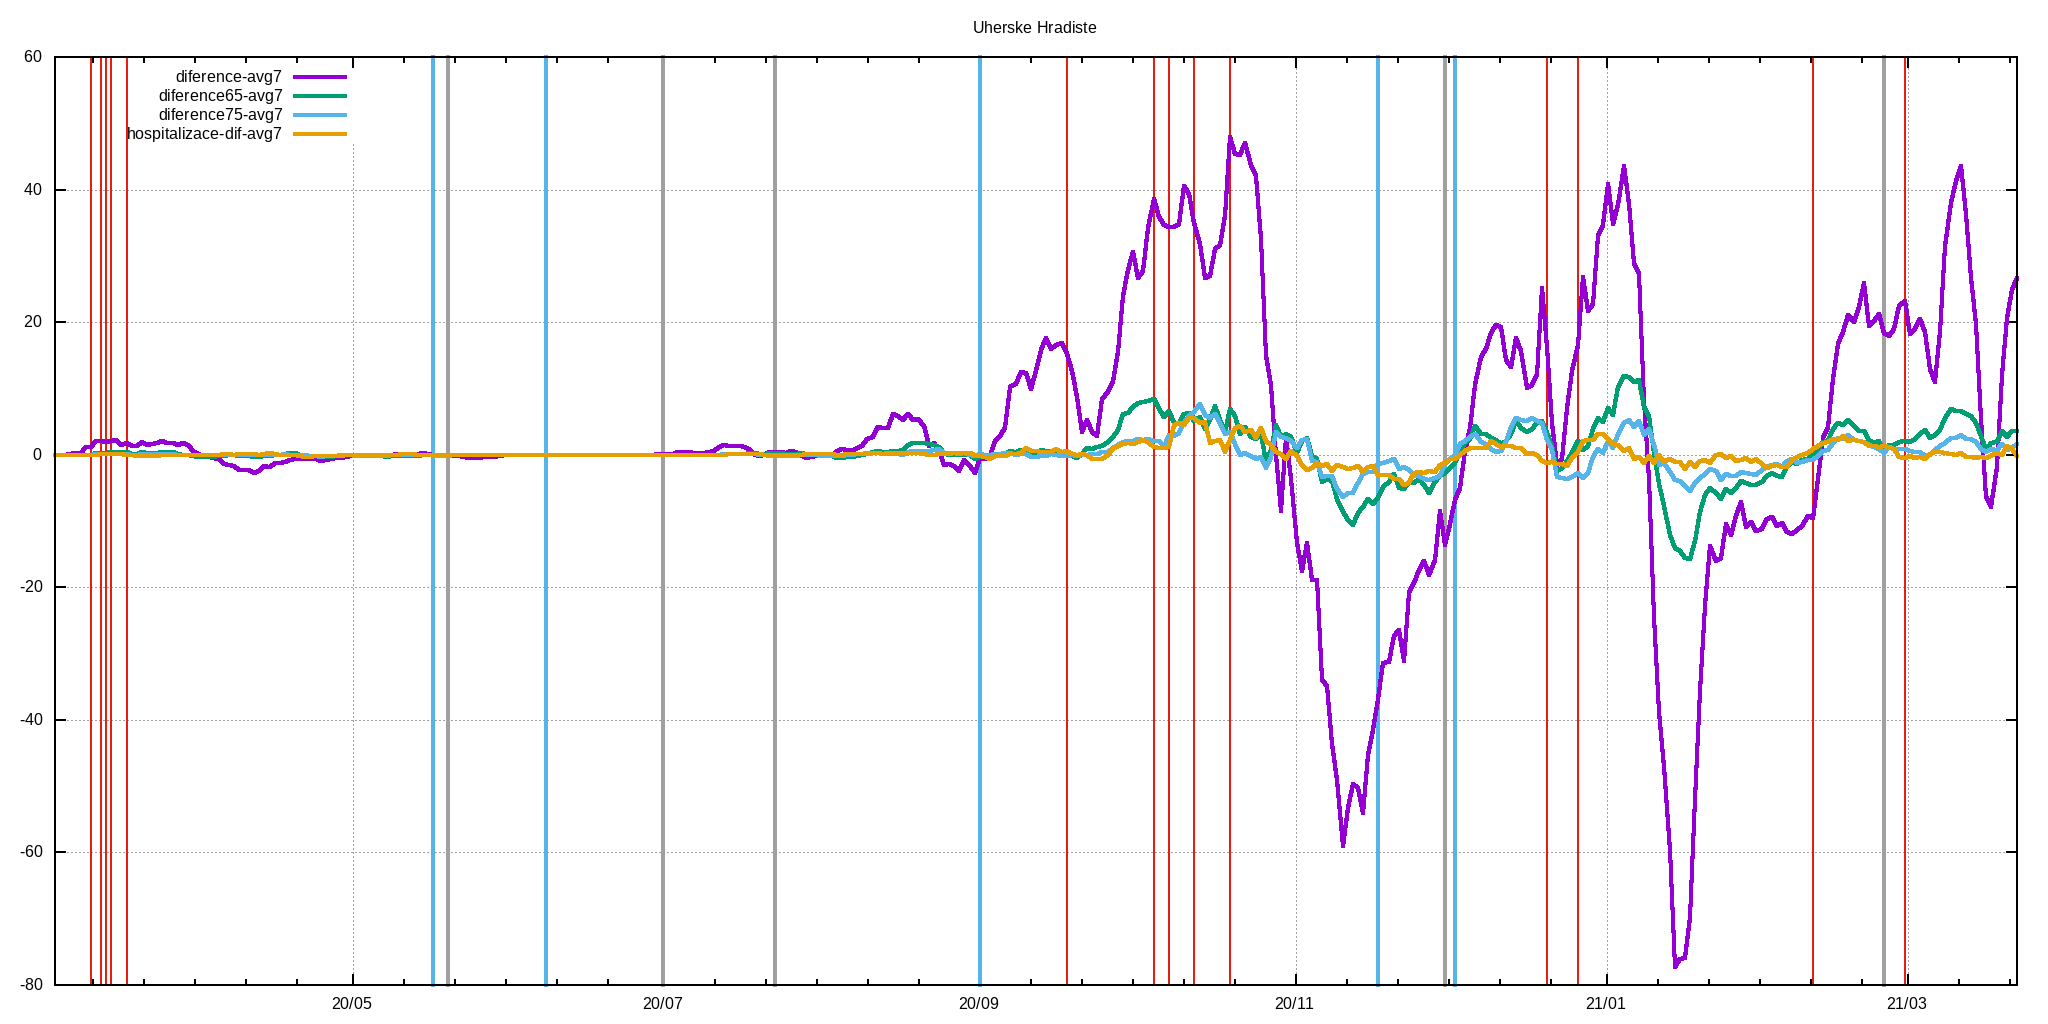 Uherske Hradiste
60
diference-avg7
diference65-avg7
diference75-avg7
hospitalizace-dif-avg7
40
20
0
-20
-40
-60
-80
20/05
20/07
20/09
20/11
21/01
21/03